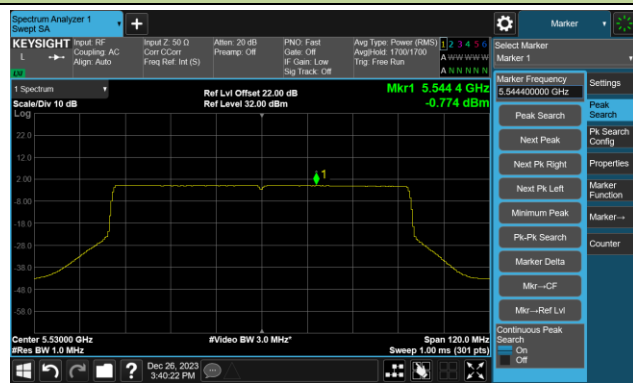 Spectrum Analyzer 1
Swept SA
Marker
KEYSIGHT
Input: RF
Coupling: AC
Align: Auto
Input Z: 50 Ω
Corr CCorr
Freq Ref: Int (S)
Atten: 20 dB
Preamp: Off
PNO: Fast
Gate: Off
IF Gain: Low
Sig Track: Off
Avg Type: Power (RMS)
Avg|Hold: 1700/1700
Trig: Free Run
1 2 3 4 5 6
A W W W W W
A N N N N N
L
LXI
Select Marker
Marker 1
1 Spectrum
Scale/Div 10 dB
Ref Lvl Offset 22.00 dB
Ref Level 32.00 dBm
Mkr1 5.544 4 GHz
-0.774 dBm
Log
22.0
12.0
2.00
-8.00
-18.0
-28.0
-38.0
-48.0
-58.0
1
Center 5.53000 GHz
#Res BW 1.0 MHz
#Video BW 3.0 MHz*
Span 120.0 MHz
Sweep 1.00 ms (301 pts)
Marker Frequency
5.544400000 GHz
Peak Search
Next Peak
Next Pk Right
Next Pk Left
Minimum Peak
Pk-Pk Search
Marker Delta
Mkr→CF
Mkr→Ref Lvl
Continuous Peak
Search
On
Off
Settings
Peak
Search
Pk Search
Config
Properties
Marker
Function
Marker→
Counter
?
Dec 26, 2023
3:40:22 PM